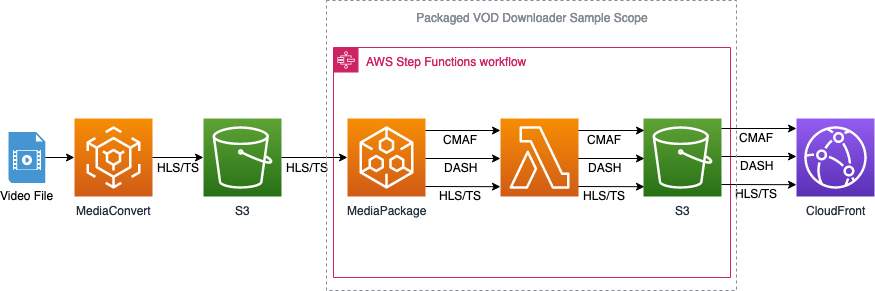 Packaged VOD Downloader Sample Scope
AWS Step Functions workflow
Video File
HLS/TS
MediaConvert
HLS/TS
S3
CMAF
DASH
HLS/TS
MediaPackage
CMAF
DASH
HLS/TS
S3
CMAF
DASH
HLS/TS
CloudFront